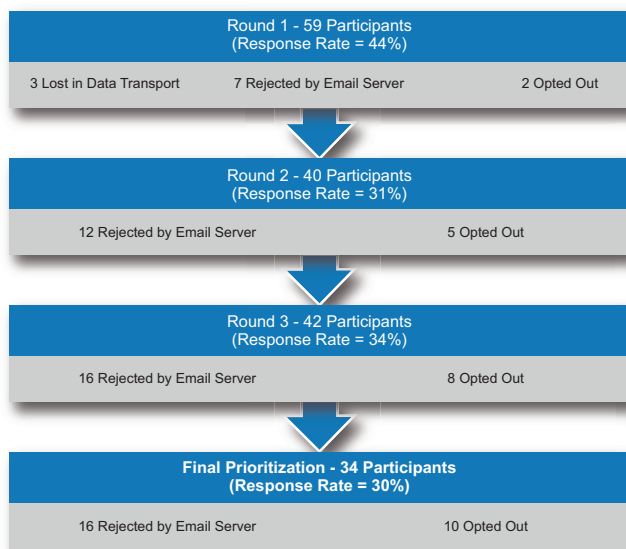 Round 1 - 59 Participants
(Response Rate = 44%)
3 Lost in Data Transport 7 Rejected by Email Server 2 Opted Out
Round 2 - 40 Participants
(Response Rate = 31%)
12 Rejected by Email Server 5 Opted Out
Round 3 - 42 Participants
(Response Rate = 34%)
16 Rejected by Email Server 8 Opted Out
Final Prioritization - 34 Participants
(Response Rate = 30%)
16 Rejected by Email Server 10 Opted Out